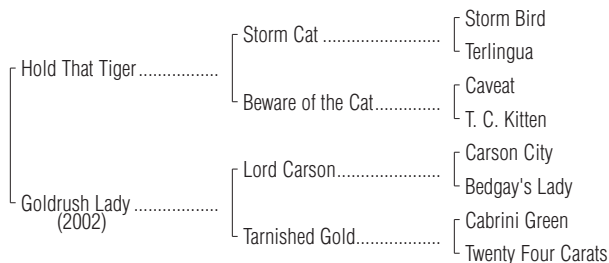 Storm Bird
Storm Cat ........................
Terlingua
Hold That Tiger ................
Caveat
Beware of the Cat .............
T. C. Kitten
Carson City
Lord Carson .....................
Bedgay's Lady
Goldrush Lady .................
(2002)
Cabrini Green
Tarnished Gold .................
Twenty Four Carats